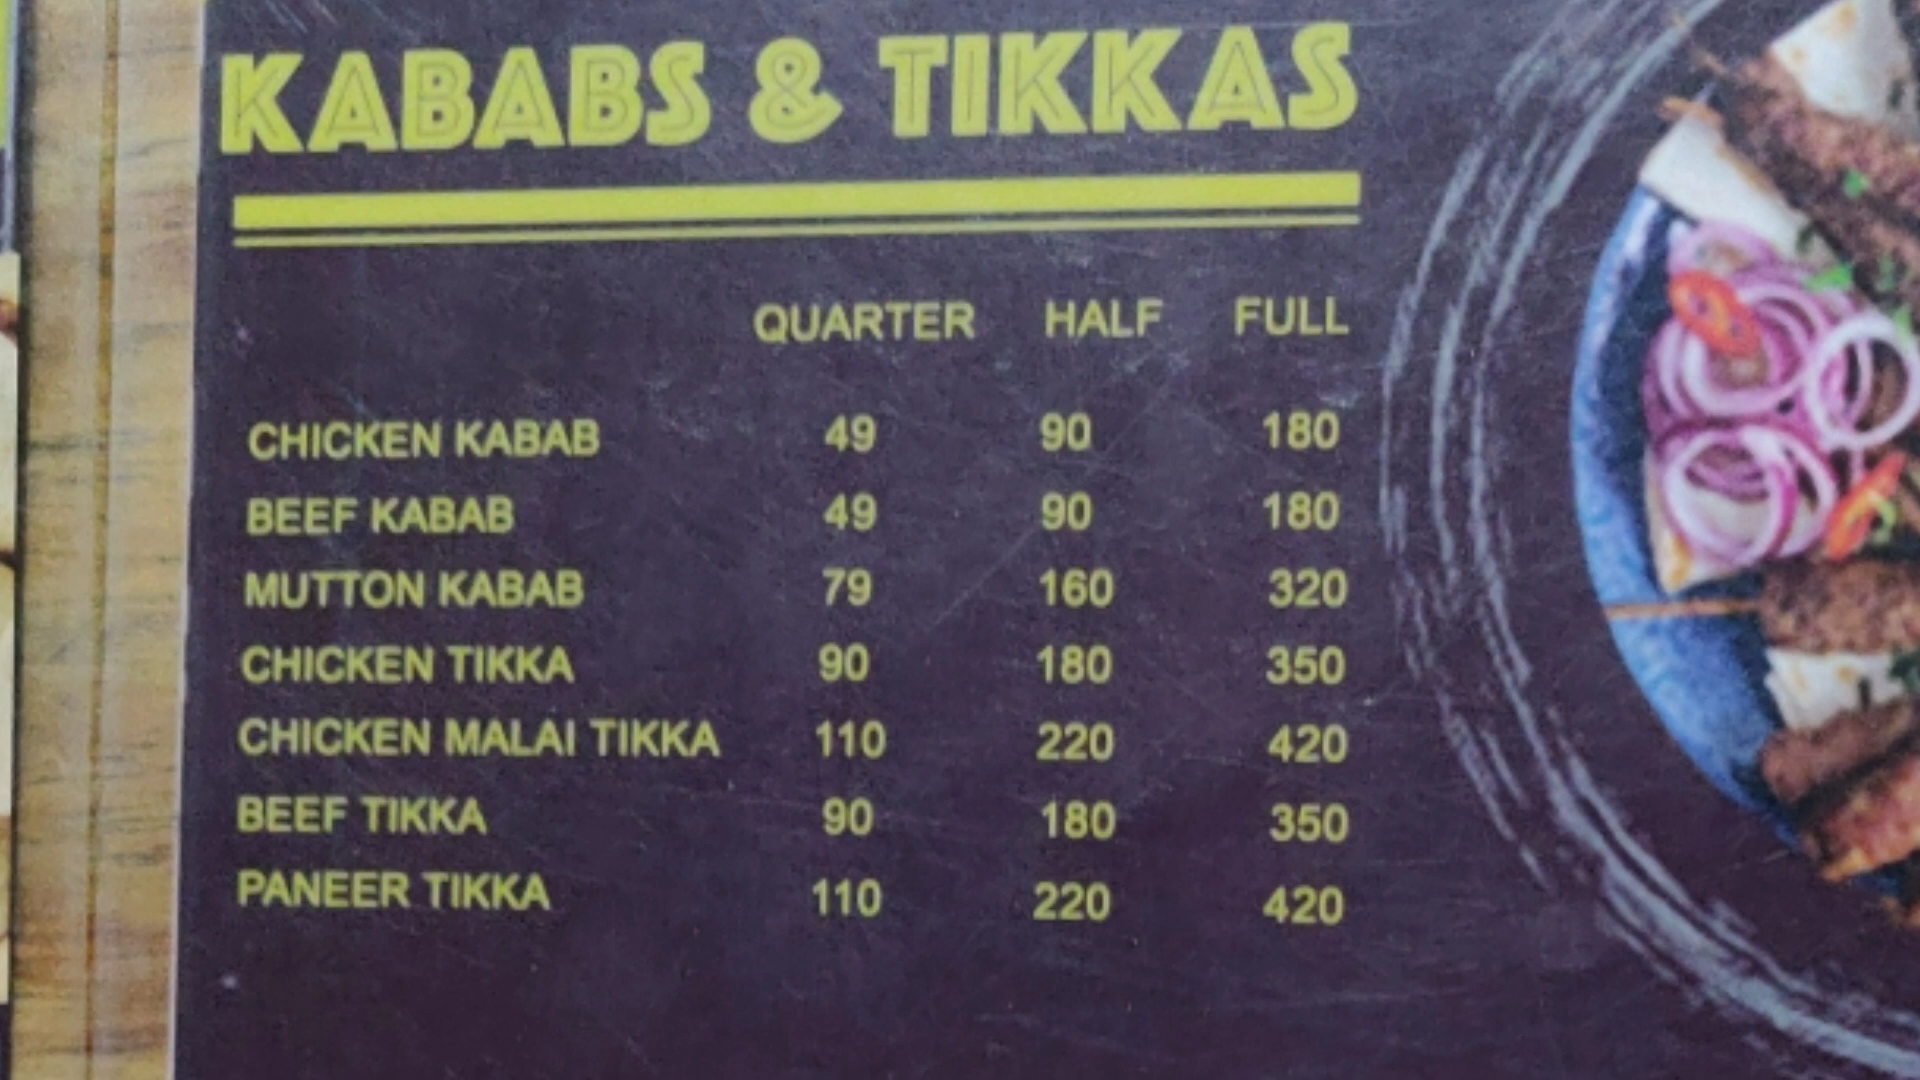 KABABS & TIKKAS
QUARTER HALF FULL
CHICKEN KABAB 49 90 180
BEEF KABAB 49 90 180
MUTTON KABAB 79 160 320
CHICKEN TIKKA 90 180 350
CHICKEN MALAI TIKKA 110 220 420
BEEF TIKKA 90 180 350
PANEER TIKKA 110 220 420